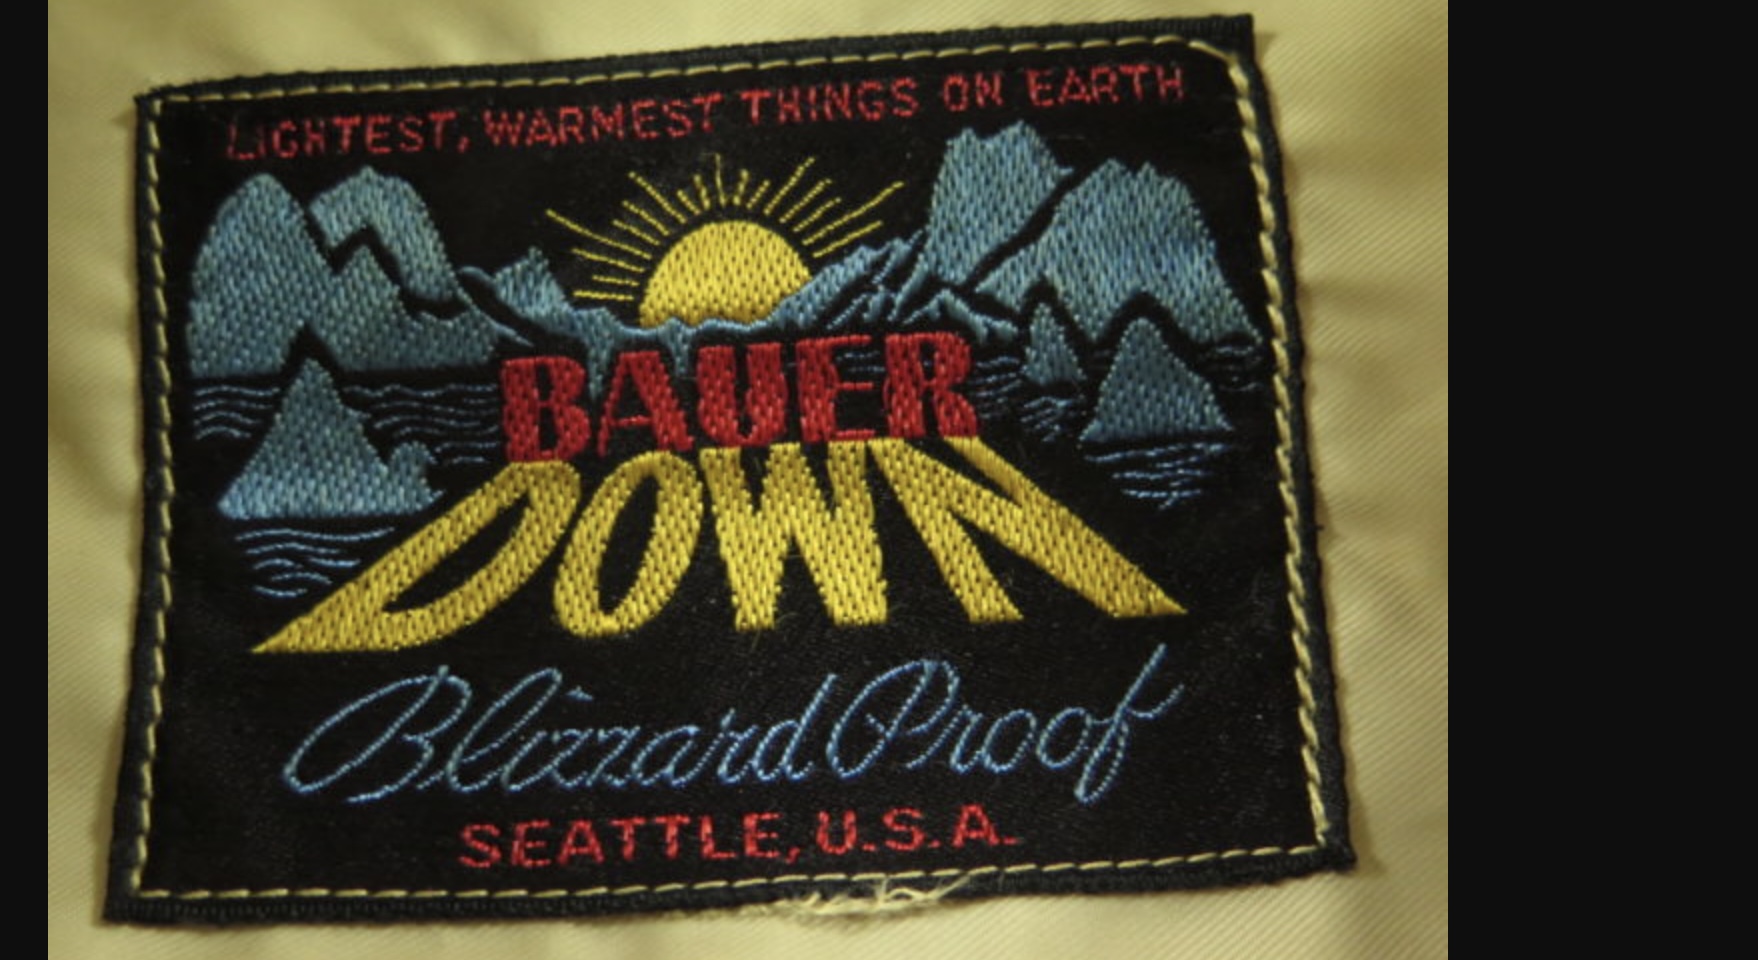 LIGHTEST, WARMEST THINGS ON EARTH
BAUER
DOWN
Blizzard Proof
SEATTLE, U.S.A.